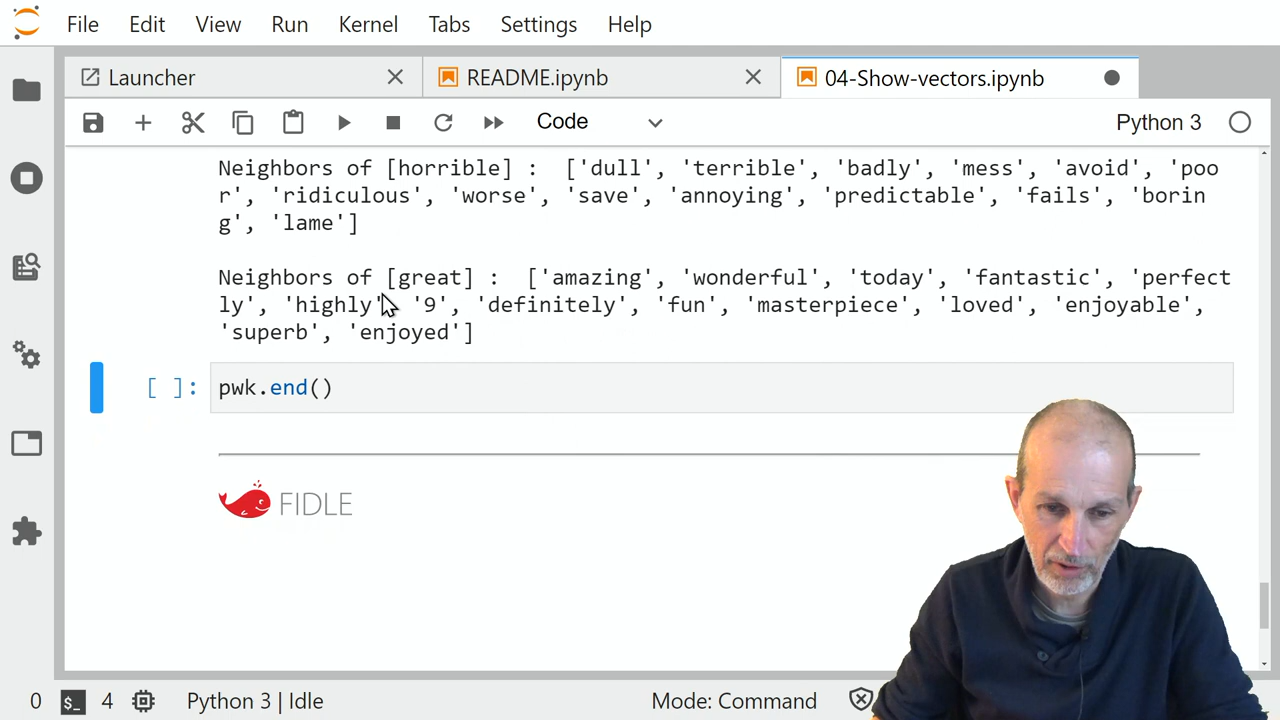 File Edit View Run Kernel Tabs Settings Help
Launcher README.ipynb 04-Show-vectors.ipynb
Code Python 3
Neighbors of [horrible] :  ['dull', 'terrible', 'badly', 'mess', 'avoid', 'poo
r', 'ridiculous', 'worse', 'save', 'annoying', 'predictable', 'fails', 'borin
g', 'lame']
Neighbors of [great] :  ['amazing', 'wonderful', 'today', 'fantastic', 'perfect
ly', 'highly', '9', 'definitely', 'fun', 'masterpiece', 'loved', 'enjoyable',
'superb', 'enjoyed']
[ ]: pwk.end()
FIDLE
0 $_ 4 Python 3 | Idle Mode: Command